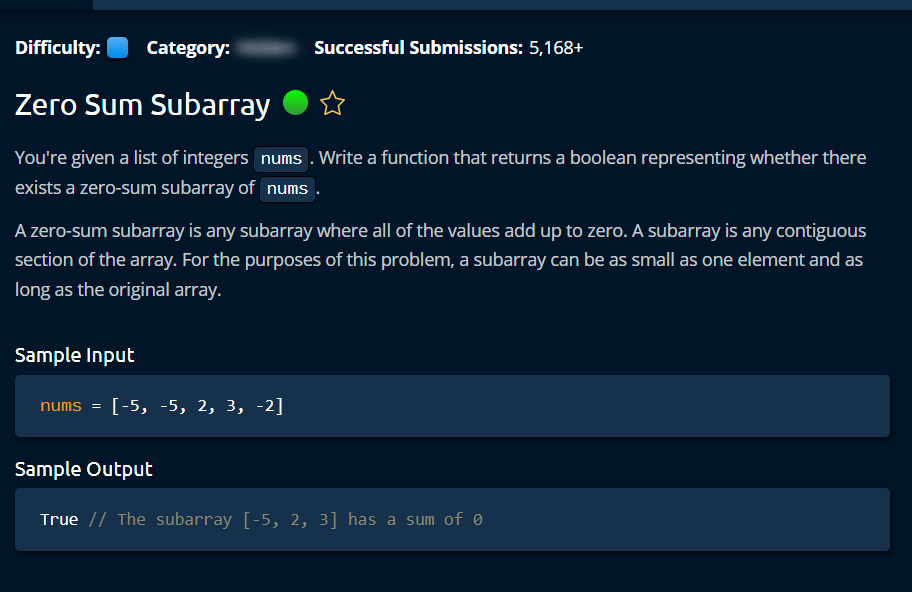 Difficulty: Category: Successful Submissions: 5,168+
Zero Sum Subarray
You're given a list of integers nums . Write a function that returns a boolean representing whether there
exists a zero-sum subarray of nums .
A zero-sum subarray is any subarray where all of the values add up to zero. A subarray is any contiguous
section of the array. For the purposes of this problem, a subarray can be as small as one element and as
long as the original array.
Sample Input
nums = [-5, -5, 2, 3, -2]
Sample Output
True // The subarray [-5, 2, 3] has a sum of 0